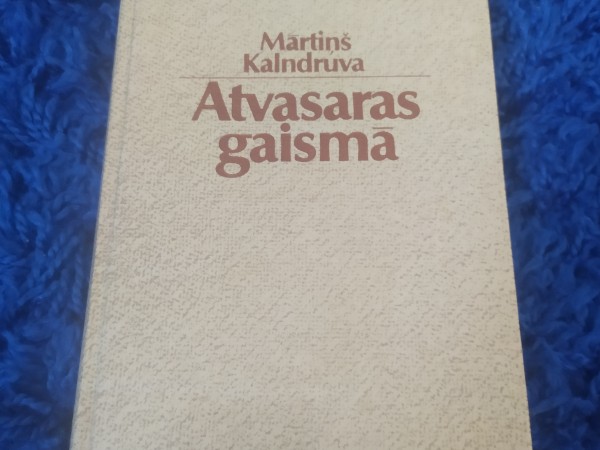 Mārtiņš
Kalndruva
Atvasaras
gaismā